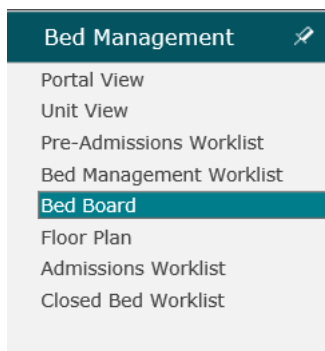 Bed Management
Portal View
Unit View
Pre-Admissions Worklist
Bed Management Worklist
Bed Board
Floor Plan
Admissions Worklist
Closed Bed Worklist